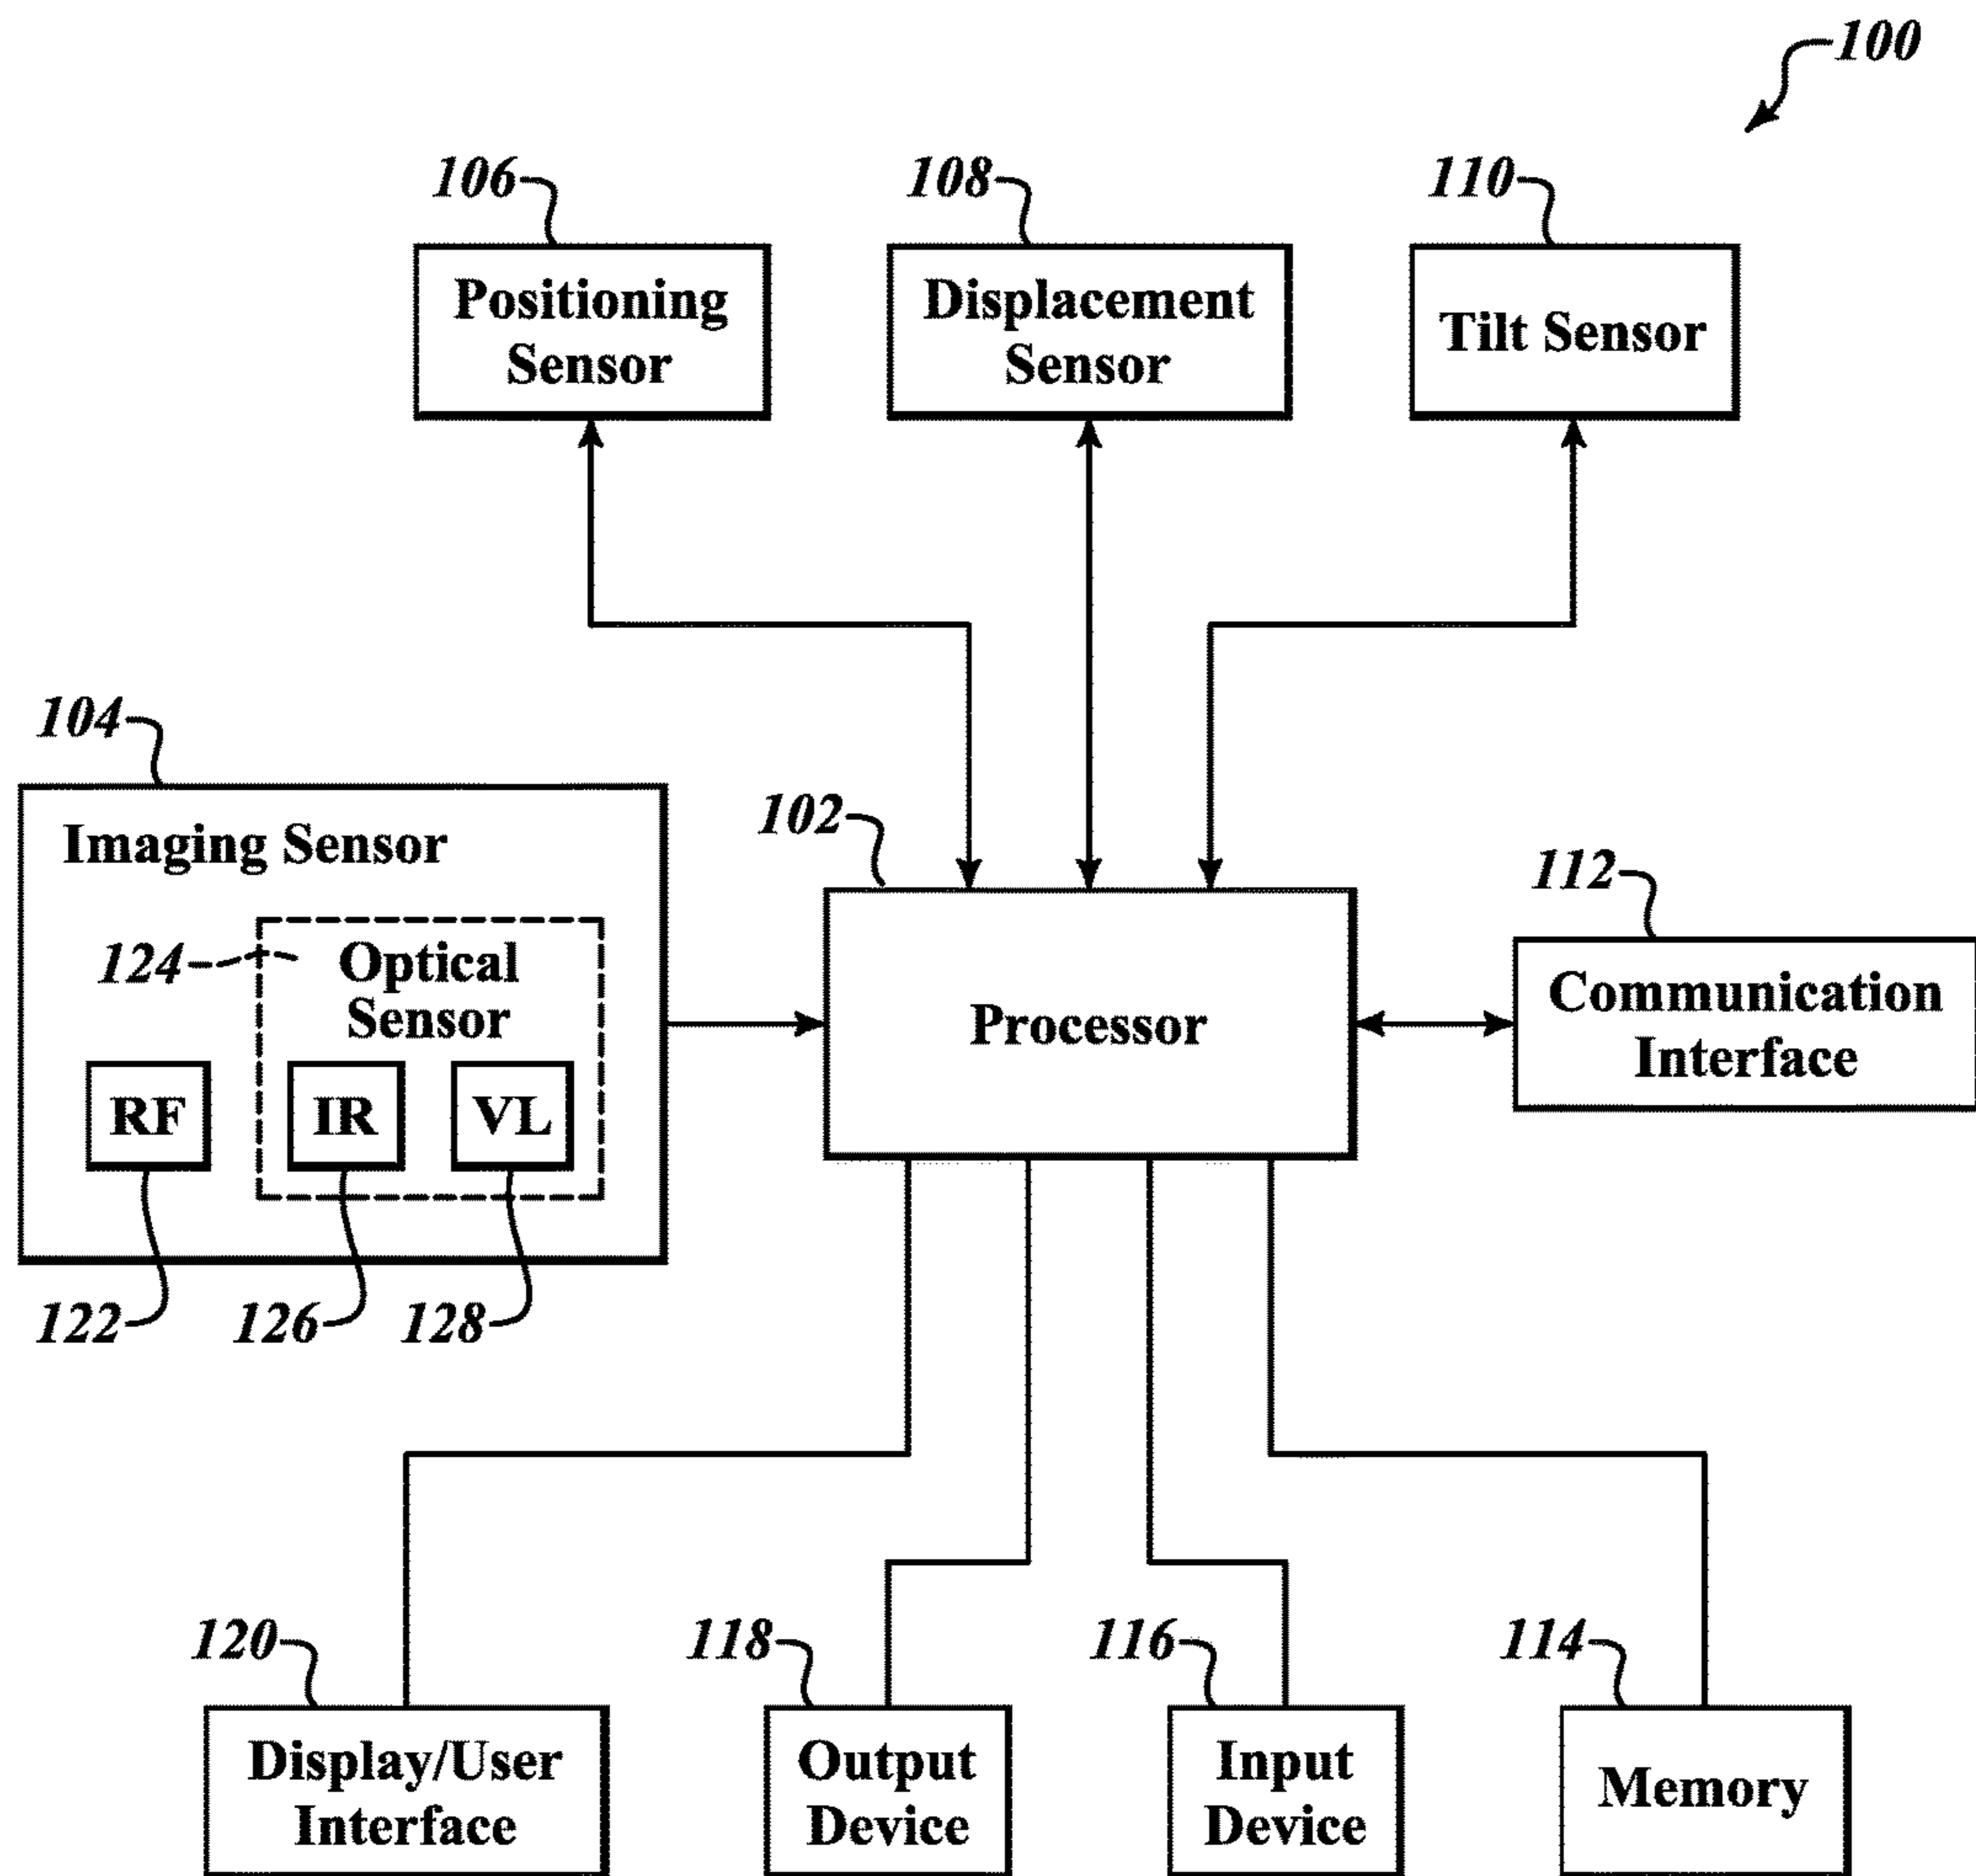 100
106
108
110
Positioning
Sensor
Displacement
Sensor
Tilt Sensor
104
Imaging Sensor
102
112
124
Optical
Sensor
RF
IR
VL
Processor
Communication
Interface
122
126
128
120
118
116
114
Display/User
Interface
Output
Device
Input
Device
Memory